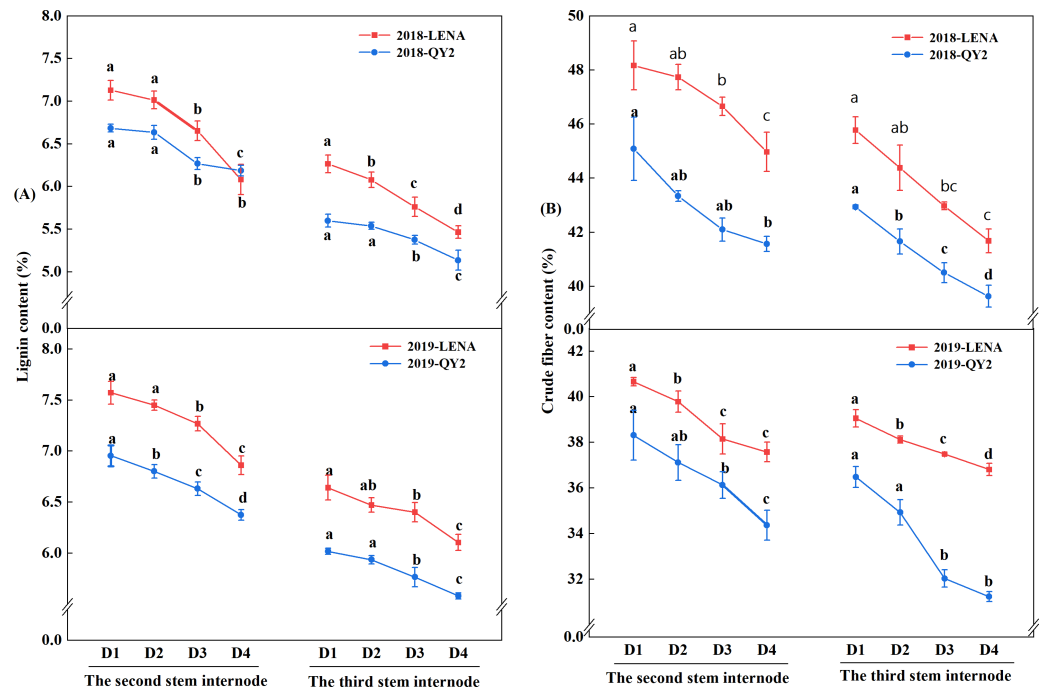 (A)
Lignin content (%)
8.0
7.5
7.0
6.5
6.0
5.5
5.0
0.0
2018-LENA
2018-QY2
a a b c
a a b b
a b c d
a a b c
7.5
7.0
6.5
6.0
0.0
2019-LENA
2019-QY2
a a b c
a b c d
a ab b c
a a b c
D1 D2 D3 D4 D1 D2 D3 D4
The second stem internode The third stem internode
(B)
Crude fiber content (%)
50
48
46
44
42
40
0.0
2018-LENA
2018-QY2
a ab b c
a ab ab b
a ab bc c
a b c d
42
40
38
36
34
32
0.0
2019-LENA
2019-QY2
a b c c
a ab b c
a b c d
a a b b
D1 D2 D3 D4 D1 D2 D3 D4
The second stem internode The third stem internode